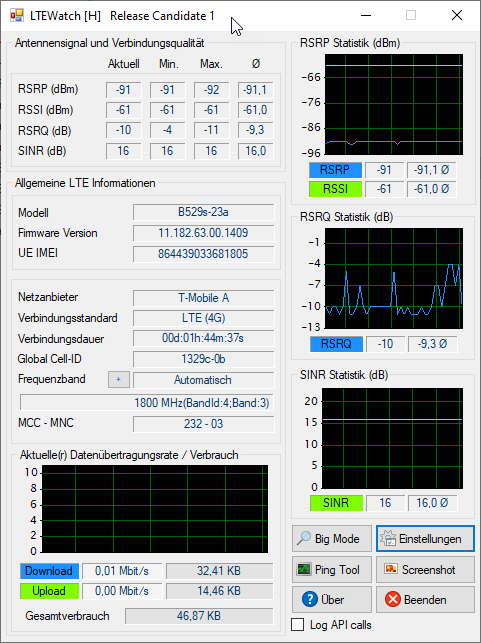 LTEWatch [H]   Release Candidate 1
Antennensignal und Verbindungsqualität
Aktuell Min. Max. Ø
RSRP (dBm) -91 -91 -92 -91,1
RSSI (dBm) -61 -61 -61 -61,0
RSRQ (dB) -10 -4 -11 -9,3
SINR (dB) 16 16 16 16,0
Allgemeine LTE Informationen
Modell B529s-23a
Firmware Version 11.182.63.00.1409
UE IMEI 864439033681805
Netzanbieter T-Mobile A
Verbindungsstandard LTE (4G)
Verbindungsdauer 00d:01h:44m:37s
Global Cell-ID 1329c-0b
Frequenzband + Automatisch
1800 MHz(BandId:4;Band:3)
MCC - MNC 232 - 03
Aktuelle(r) Datenübertragungsrate / Verbrauch
10
8
6
4
2
0
Download 0,01 Mbit/s 32,41 KB
Upload 0,00 Mbit/s 14,46 KB
Gesamtverbrauch 46,87 KB
RSRP Statistik (dBm)
-66
-76
-86
-96
RSRP -91 -91,1 Ø
RSSI -61 -61,0 Ø
RSRQ Statistik (dB)
-1
-4
-7
-10
-13
RSRQ -10 -9,3 Ø
SINR Statistik (dB)
20
15
10
5
0
SINR 16 16,0 Ø
Big Mode Einstellungen
Ping Tool Screenshot
? Über Beenden
Log API calls